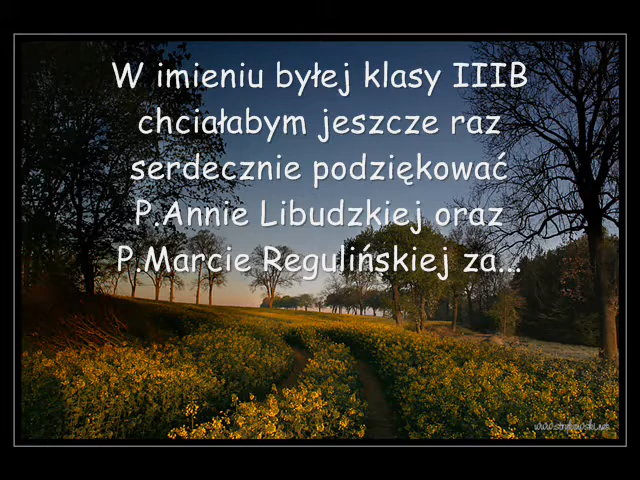 W imieniu byłej klasy IIIB
chciałabym jeszcze raz
serdecznie podziękować
P.Annie Libudzkiej oraz
P.Marcie Regulińskiej za...